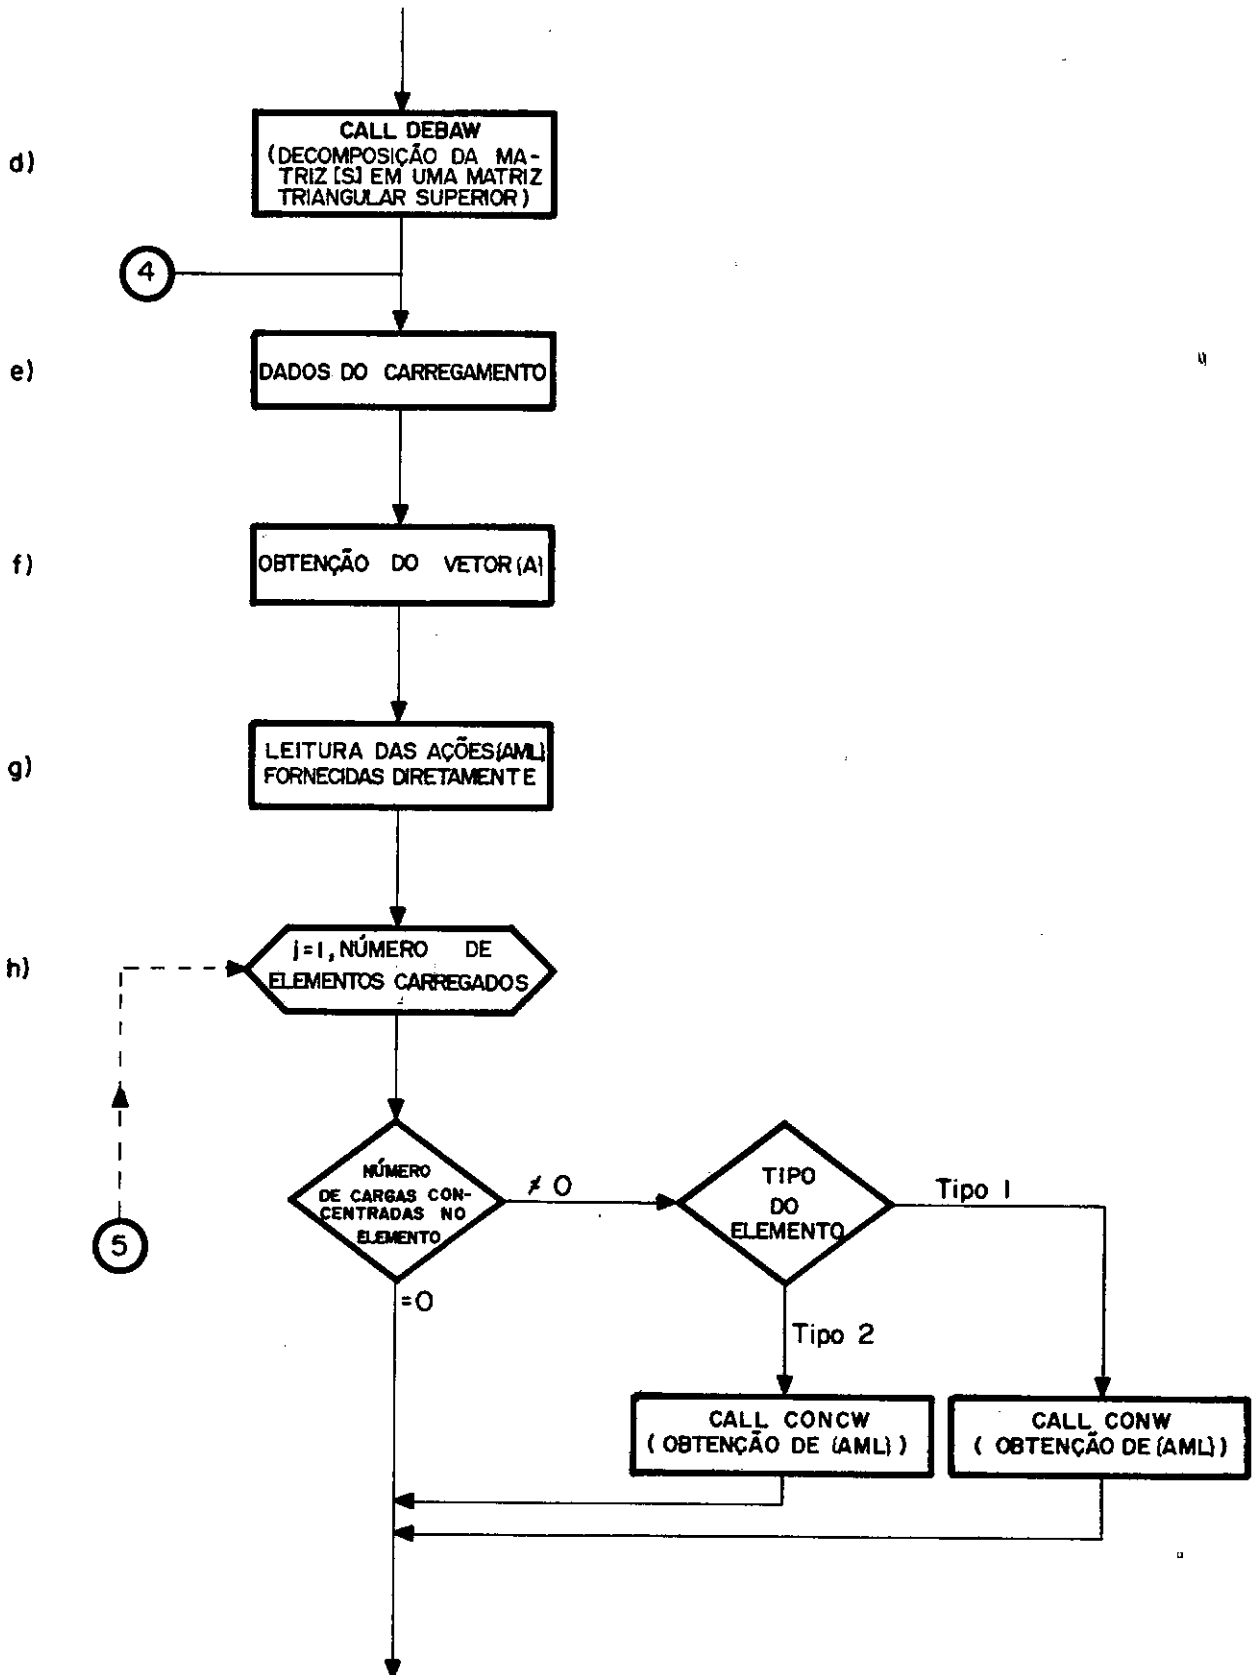 d)
CALL DEBAW
(DECOMPOSIÇÃO DA MA-
TRIZ [S] EM UMA MATRIZ
TRIANGULAR SUPERIOR)
4
e)
DADOS DO CARREGAMENTO
f)
OBTENÇÃO DO VETOR {A}
g)
LEITURA DAS AÇÕES {AML}
FORNECIDAS DIRETAMENTE
h)
j=1, NÚMERO DE
ELEMENTOS CARREGADOS
NÚMERO
DE CARGAS CON-
CENTRADAS NO
ELEMENTO
≠ 0
TIPO
DO
ELEMENTO
Tipo 1
5
=0
Tipo 2
CALL CONCW
(OBTENÇÃO DE {AML})
CALL CONW
(OBTENÇÃO DE {AML})